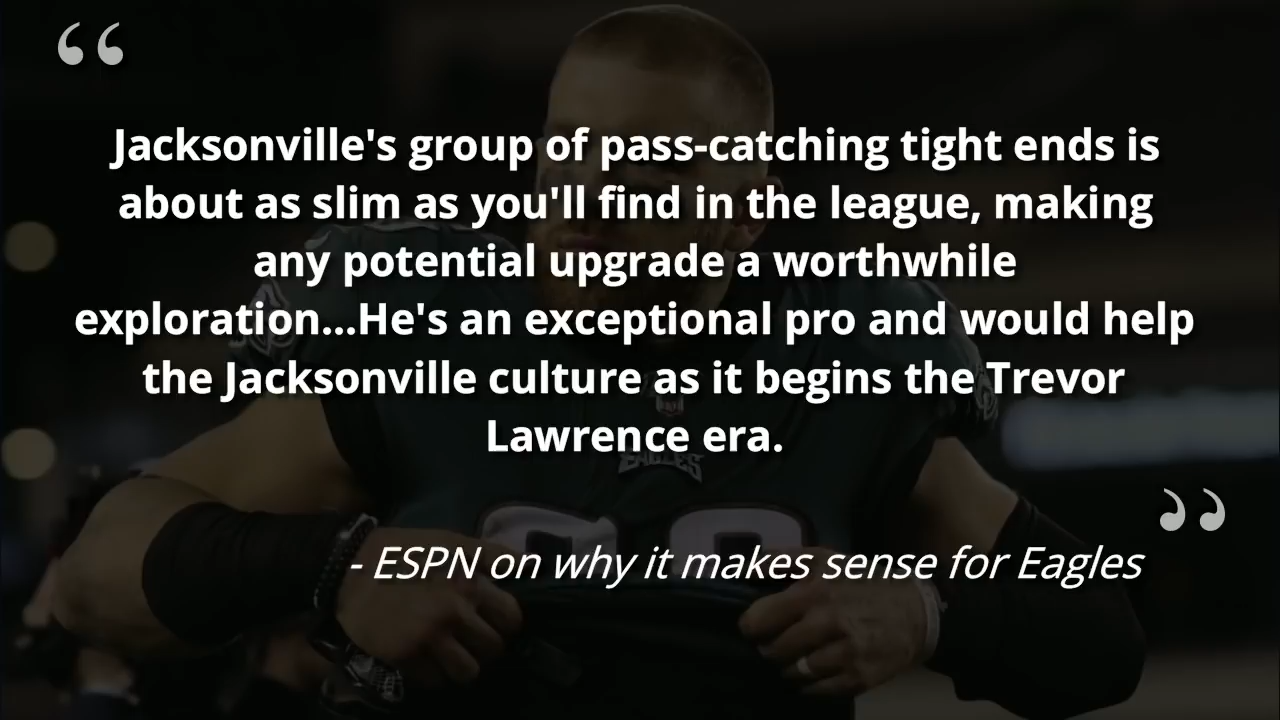 “
Jacksonville's group of pass-catching tight ends is
about as slim as you'll find in the league, making
any potential upgrade a worthwhile
exploration...He's an exceptional pro and would help
the Jacksonville culture as it begins the Trevor
Lawrence era.
EAGLES
”
- ESPN on why it makes sense for Eagles